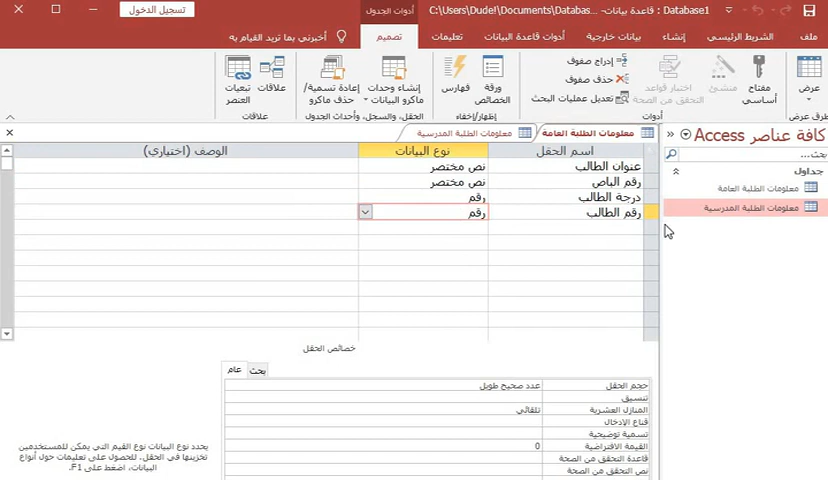 قاعدة بيانات- C:\Users\Dude!\Documents\Databas... : Database1
أدوات الجدول
تسجيل الدخول
ملف
الشريط الرئيسي
إنشاء
بيانات خارجية
أدوات قاعدة البيانات
تعليمات
تصميم
أخبرني بما تريد القيام به
عرض
مفتاح أساسي
منشئ
اختبار قواعد التحقق من الصحة
إدراج صفوف
حذف صفوف
تعديل عمليات البحث
ورقة الخصائص
فهارس
إنشاء وحدات ماكرو البيانات
إعادة تسمية/ حذف ماكرو
علاقات
تبعيات العنصر
طرق عرض
أدوات
إظهار/إخفاء
الحقل، والسجل، وأحداث الجدول
علاقات
كافة عناصر Access
بحث...
جداول
معلومات الطلبة العامة
معلومات الطلبة المدرسية
معلومات الطلبة العامة
معلومات الطلبة المدرسية
اسم الحقل نوع البيانات الوصف (اختياري)
عنوان الطالب نص مختصر
رقم الباص نص مختصر
درجة الطالب رقم
رقم الطالب رقم
خصائص الحقل
عام بحث
حجم الحقل عدد صحيح طويل
تنسيق
المنازل العشرية تلقائي
قناع الإدخال
تسمية توضيحية
القيمة الافتراضية 0
قاعدة التحقق من الصحة
نص التحقق من الصحة
يحدد نوع البيانات نوع القيم التي يمكن للمستخدمين
تخزينها في الحقل. للحصول على تعليمات حول أنواع
البيانات، اضغط على F1.